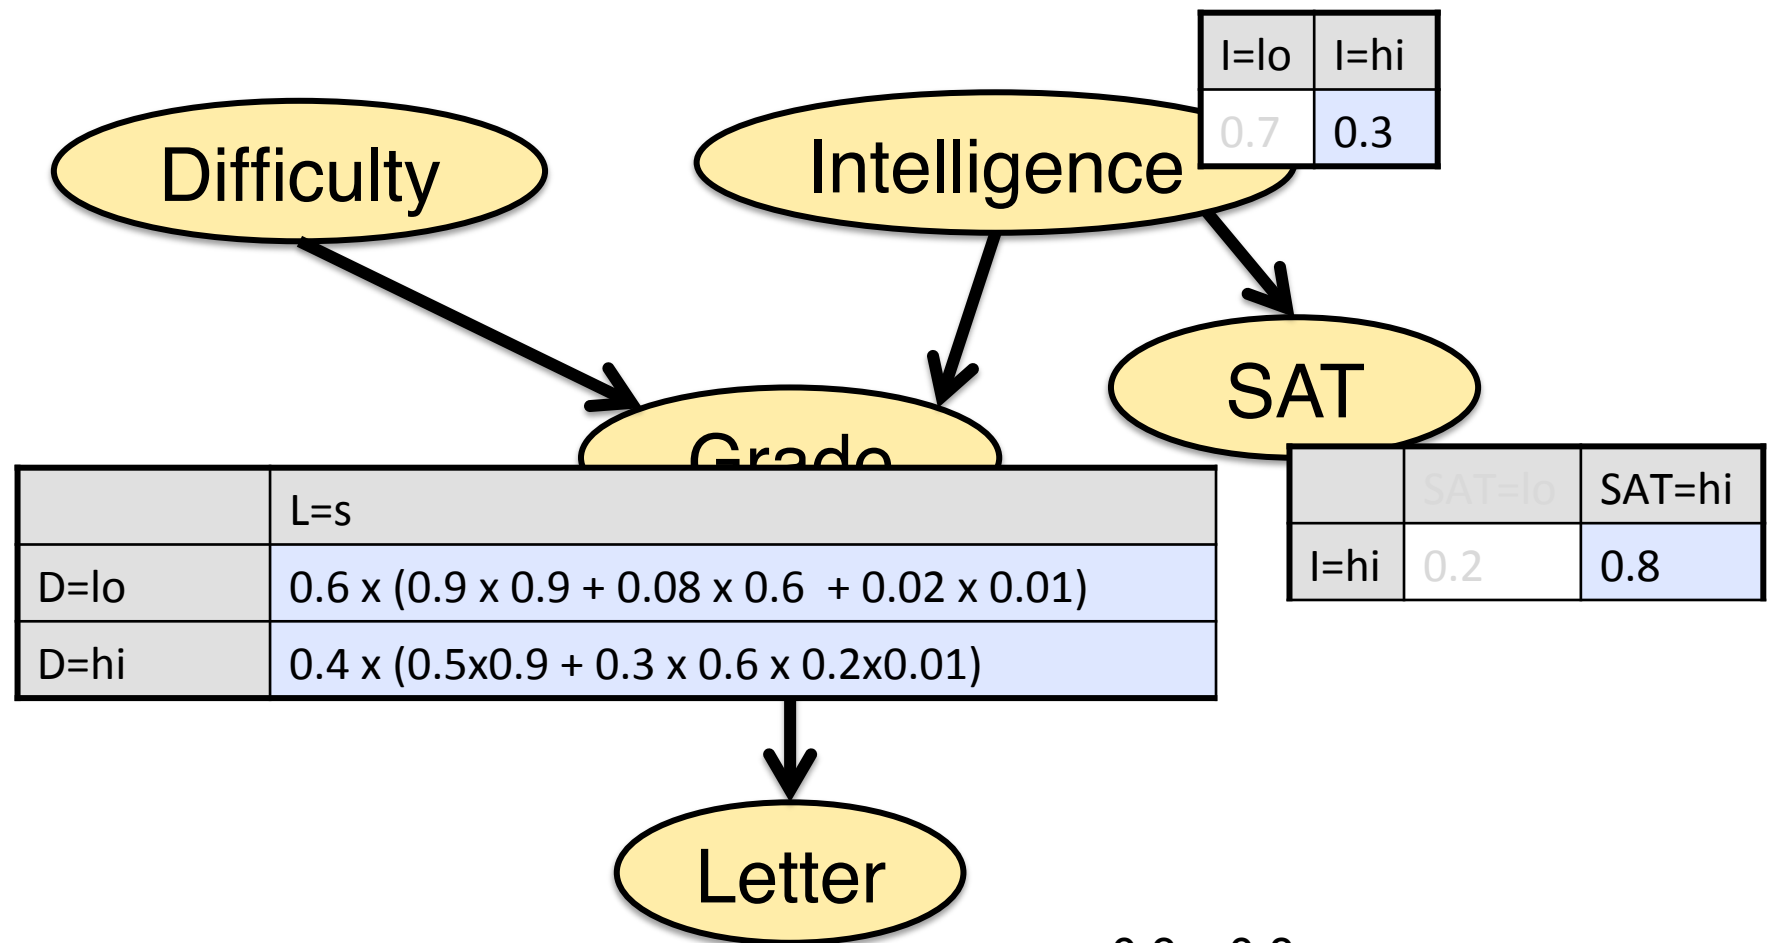 I=lo I=hi
0.7 0.3
Difficulty
Intelligence
SAT
Grade
L=s
D=lo 0.6 x (0.9 x 0.9 + 0.08 x 0.6 + 0.02 x 0.01)
D=hi 0.4 x (0.5x0.9 + 0.3 x 0.6 x 0.2x0.01)
SAT=lo SAT=hi
I=hi 0.2 0.8
Letter